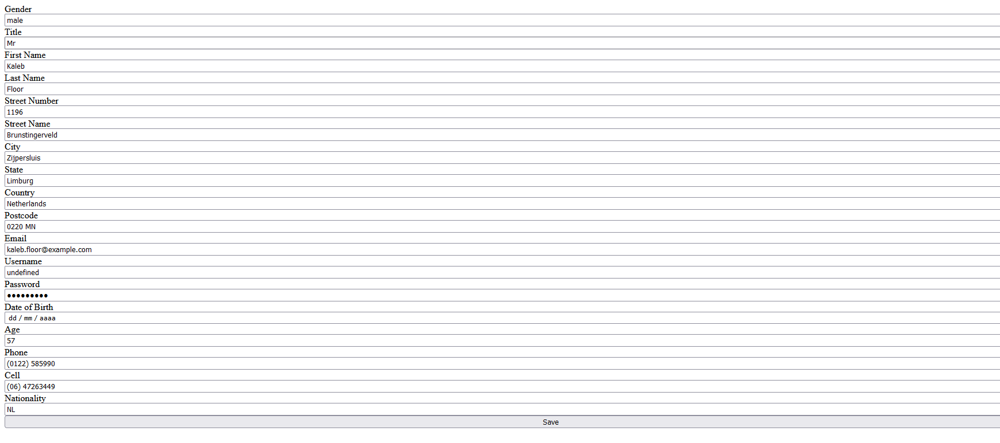 Gender
male
Title
Mr
First Name
Kaleb
Last Name
Floor
Street Number
1196
Street Name
Brunstingerveld
City
Zijpersluis
State
Limburg
Country
Netherlands
Postcode
0220 MN
Email
kaleb.floor@example.com
Username
undefined
Password
●●●●●●●●●
Date of Birth
dd / mm / aaaa
Age
57
Phone
(0122) 585990
Cell
(06) 47263449
Nationality
NL
Save